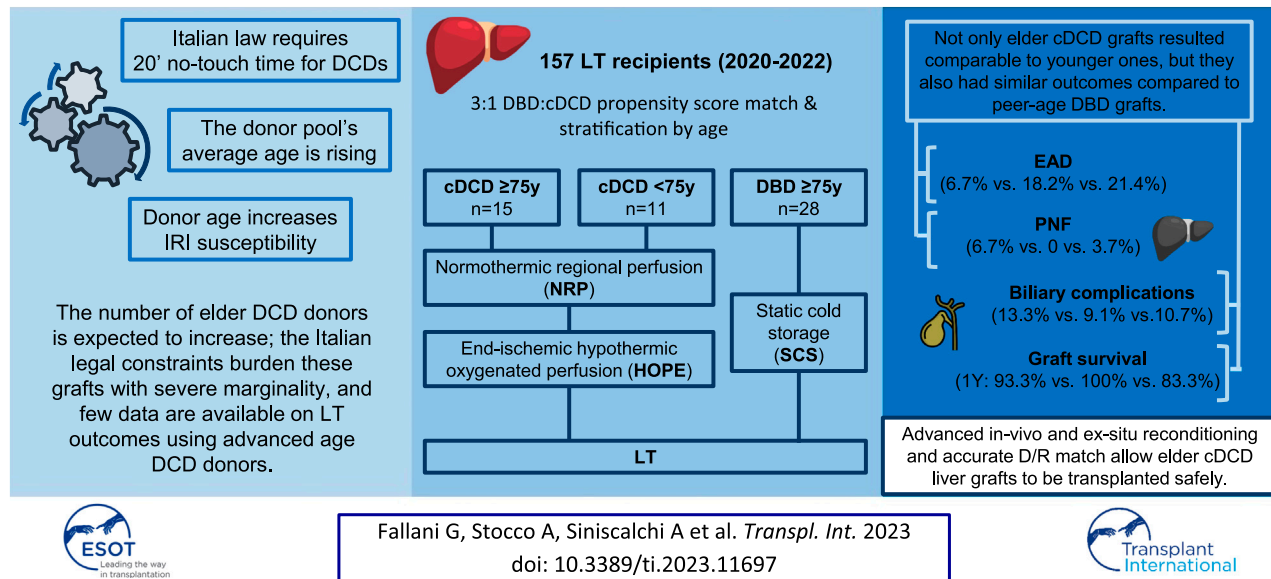 Italian law requires
20' no-touch time for DCDs
The donor pool's
average age is rising
Donor age increases
IRI susceptibility
The number of elder DCD donors
is expected to increase; the Italian
legal constraints burden these
grafts with severe marginality, and
few data are available on LT
outcomes using advanced age
DCD donors.
157 LT recipients (2020-2022)
3:1 DBD:cDCD propensity score match &
stratification by age
cDCD ≥75y
n=15
cDCD <75y
n=11
DBD ≥75y
n=28
Normothermic regional perfusion
(NRP)
End-ischemic hypothermic
oxygenated perfusion (HOPE)
Static cold
storage
(SCS)
LT
Not only elder cDCD grafts resulted
comparable to younger ones, but they
also had similar outcomes compared to
peer-age DBD grafts.
EAD
(6.7% vs. 18.2% vs. 21.4%)
PNF
(6.7% vs. 0 vs. 3.7%)
Biliary complications
(13.3% vs. 9.1% vs.10.7%)
Graft survival
(1Y: 93.3% vs. 100% vs. 83.3%)
Advanced in-vivo and ex-situ reconditioning
and accurate D/R match allow elder cDCD
liver grafts to be transplanted safely.
ESOT
Leading the way
in transplantation
Fallani G, Stocco A, Siniscalchi A et al. Transpl. Int. 2023
doi: 10.3389/ti.2023.11697
Transplant
International